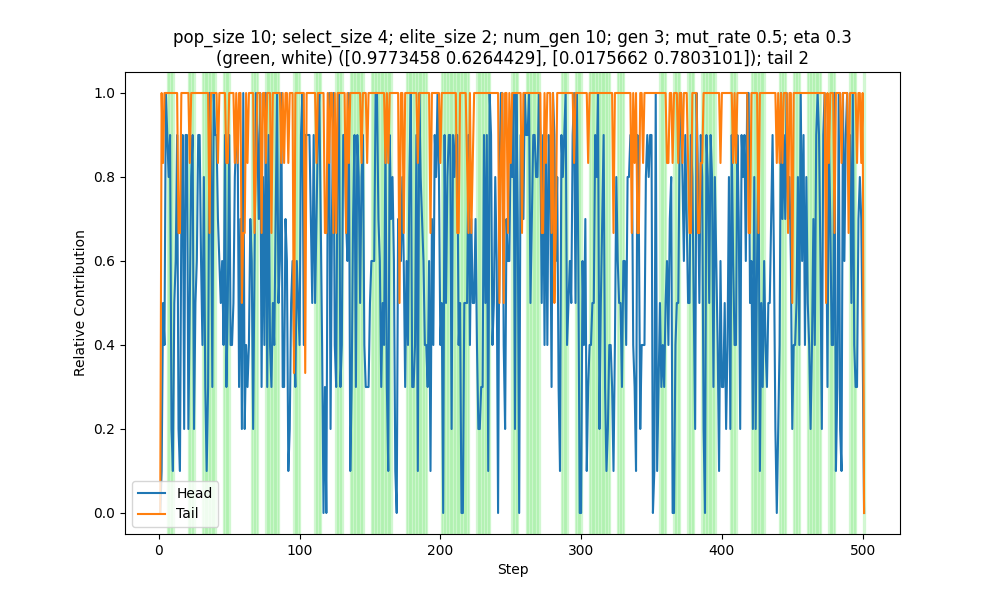 pop_size 10; select_size 4; elite_size 2; num_gen 10; gen 3; mut_rate 0.5; eta 0.3
(green, white) ([0.9773458 0.6264429], [0.0175662 0.7803101]); tail 2
1.0
0.8
0.6
0.4
0.2
0.0
Relative Contribution
Head
Tail
0
100
200
300
400
500
Step